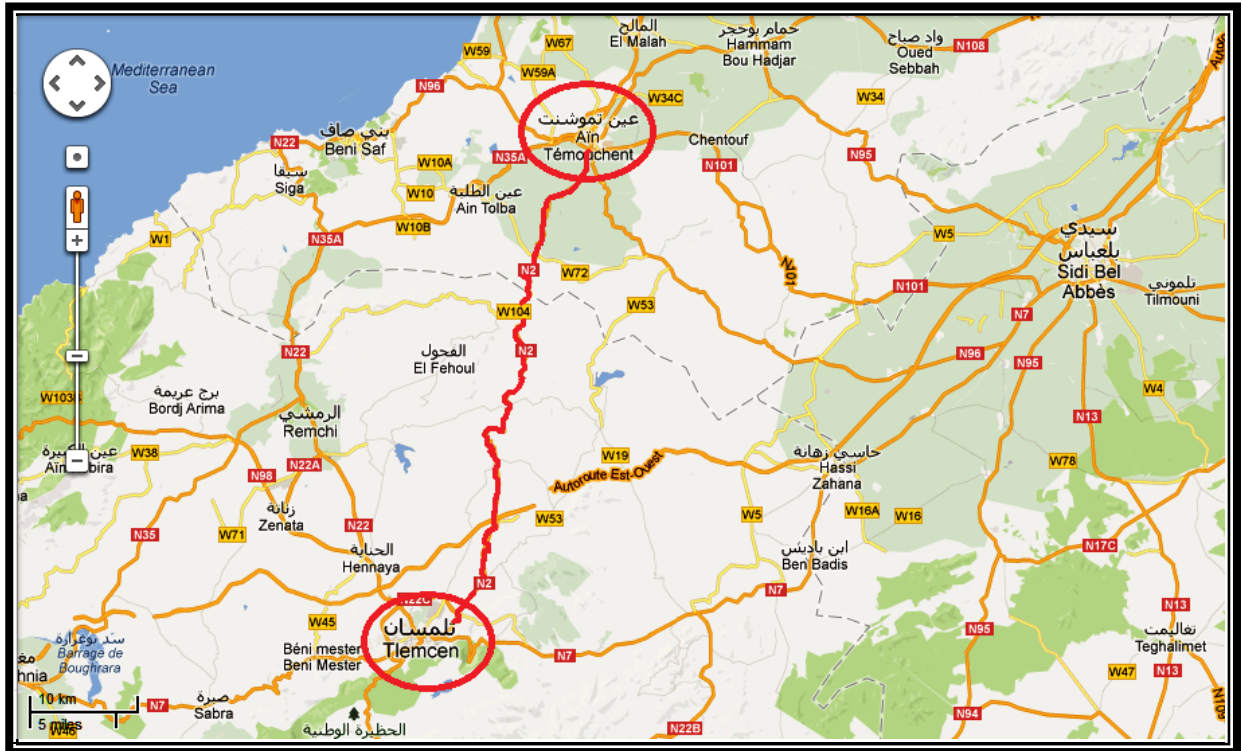 المالح
El Malah
حمام بوحجر
Hammam
Bou Hadjar
واد صباح
Oued
Sebbah
N108
W59
W67
W59A
Mediterranean
Sea
N96
W34C
W34
عين تموشنت
Aïn
Témouchent
Chentouf
بني صاف
Beni Saf
N22
N35A
N101
N95
W10A
سيقا
Siga
W10
عين الطلبة
Ain Tolba
W10B
W1
N35A
W5
سيدي
بلعباس
Sidi Bel
Abbès
N2
W72
N101
N101
تلموني
Tilmouni
W104
W53
N7
N22
N2
N96
N95
الفحول
El Fehoul
W4
برج عريمة
Bordj Arima
الرمشي
Remchi
N13
W38
N22A
N98
W19
Autoroute Est-Ouest
حاسي زهانة
Hassi
Zahana
W78
زناتة
Zenata
N35
W71
N22
W53
W5
W16A
W16
الحناية
Hennaya
ابن باديس
Ben Badis
N17C
N2
N7
N22C
N13
تلمسان
Tlemcen
W45
N95
تغاليمت
Teghalimet
Béni mester
Beni Mester
سد بوغرارة
Barrage de
Boughrara
N7
W47
N13
10 km
5 miles
N7
صبرة
Sabra
الحظيرة الوطنية
N22B
N94
W46